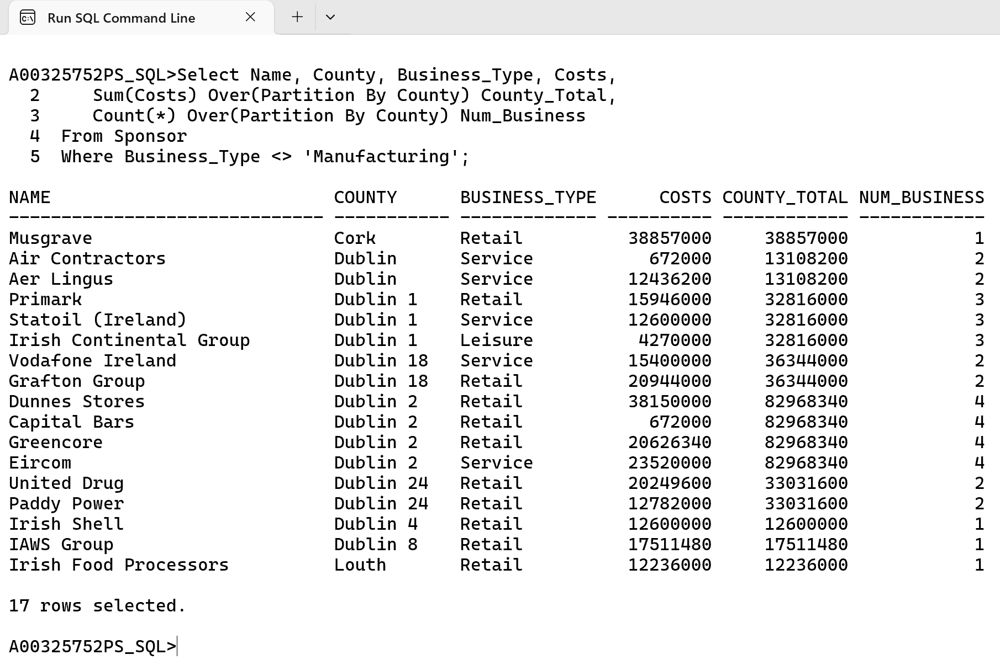 Run SQL Command Line
A00325752PS_SQL>Select Name, County, Business_Type, Costs,
  2     Sum(Costs) Over(Partition By County) County_Total,
  3     Count(*) Over(Partition By County) Num_Business
  4  From Sponsor
  5  Where Business_Type <> 'Manufacturing';
NAME                           COUNTY      BUSINESS_TYPE      COSTS COUNTY_TOTAL NUM_BUSINESS
------------------------------ ----------- ------------- ---------- ------------ ------------
Musgrave                       Cork        Retail          38857000     38857000            1
Air Contractors                Dublin      Service           672000     13108200            2
Aer Lingus                     Dublin      Service         12436200     13108200            2
Primark                        Dublin 1    Retail          15946000     32816000            3
Statoil (Ireland)              Dublin 1    Service         12600000     32816000            3
Irish Continental Group        Dublin 1    Leisure          4270000     32816000            3
Vodafone Ireland               Dublin 18   Service         15400000     36344000            2
Grafton Group                  Dublin 18   Retail          20944000     36344000            2
Dunnes Stores                  Dublin 2    Retail          38150000     82968340            4
Capital Bars                   Dublin 2    Retail            672000     82968340            4
Greencore                      Dublin 2    Retail          20626340     82968340            4
Eircom                         Dublin 2    Service         23520000     82968340            4
United Drug                    Dublin 24   Retail          20249600     33031600            2
Paddy Power                    Dublin 24   Retail          12782000     33031600            2
Irish Shell                    Dublin 4    Retail          12600000     12600000            1
IAWS Group                     Dublin 8    Retail          17511480     17511480            1
Irish Food Processors          Louth       Retail          12236000     12236000            1
17 rows selected.
A00325752PS_SQL>